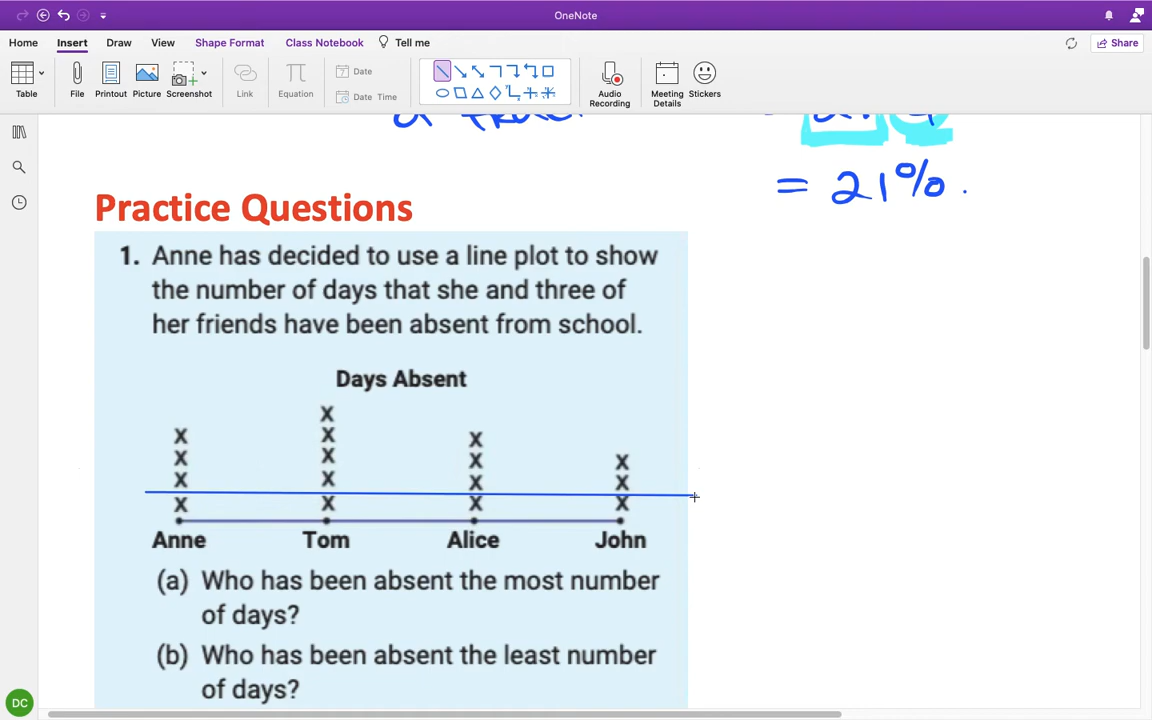 OneNote
Home Insert Draw View Shape Format Class Notebook Tell me Share
Table File Printout Picture Screenshot Link Equation Date Date Time Audio Recording Meeting Details Stickers
= 21% .
Practice Questions
1. Anne has decided to use a line plot to show
the number of days that she and three of
her friends have been absent from school.
Days Absent
X X X X
X X X X X
X X X X
X X X
Anne Tom Alice John
(a) Who has been absent the most number
of days?
(b) Who has been absent the least number
of days?
DC